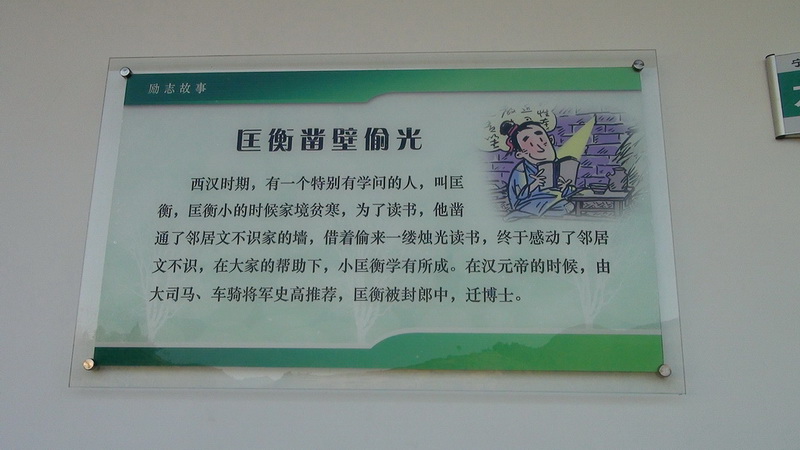 励志故事
匡衡凿壁偷光
西汉时期，有一个特别有学问的人，叫匡
衡，匡衡小的时候家境贫寒，为了读书，他凿
通了邻居文不识家的墙，借着偷来一缕烛光读书，终于感动了邻居
文不识，在大家的帮助下，小匡衡学有所成。在汉元帝的时候，由
大司马、车骑将军史高推荐，匡衡被封郎中，迁博士。